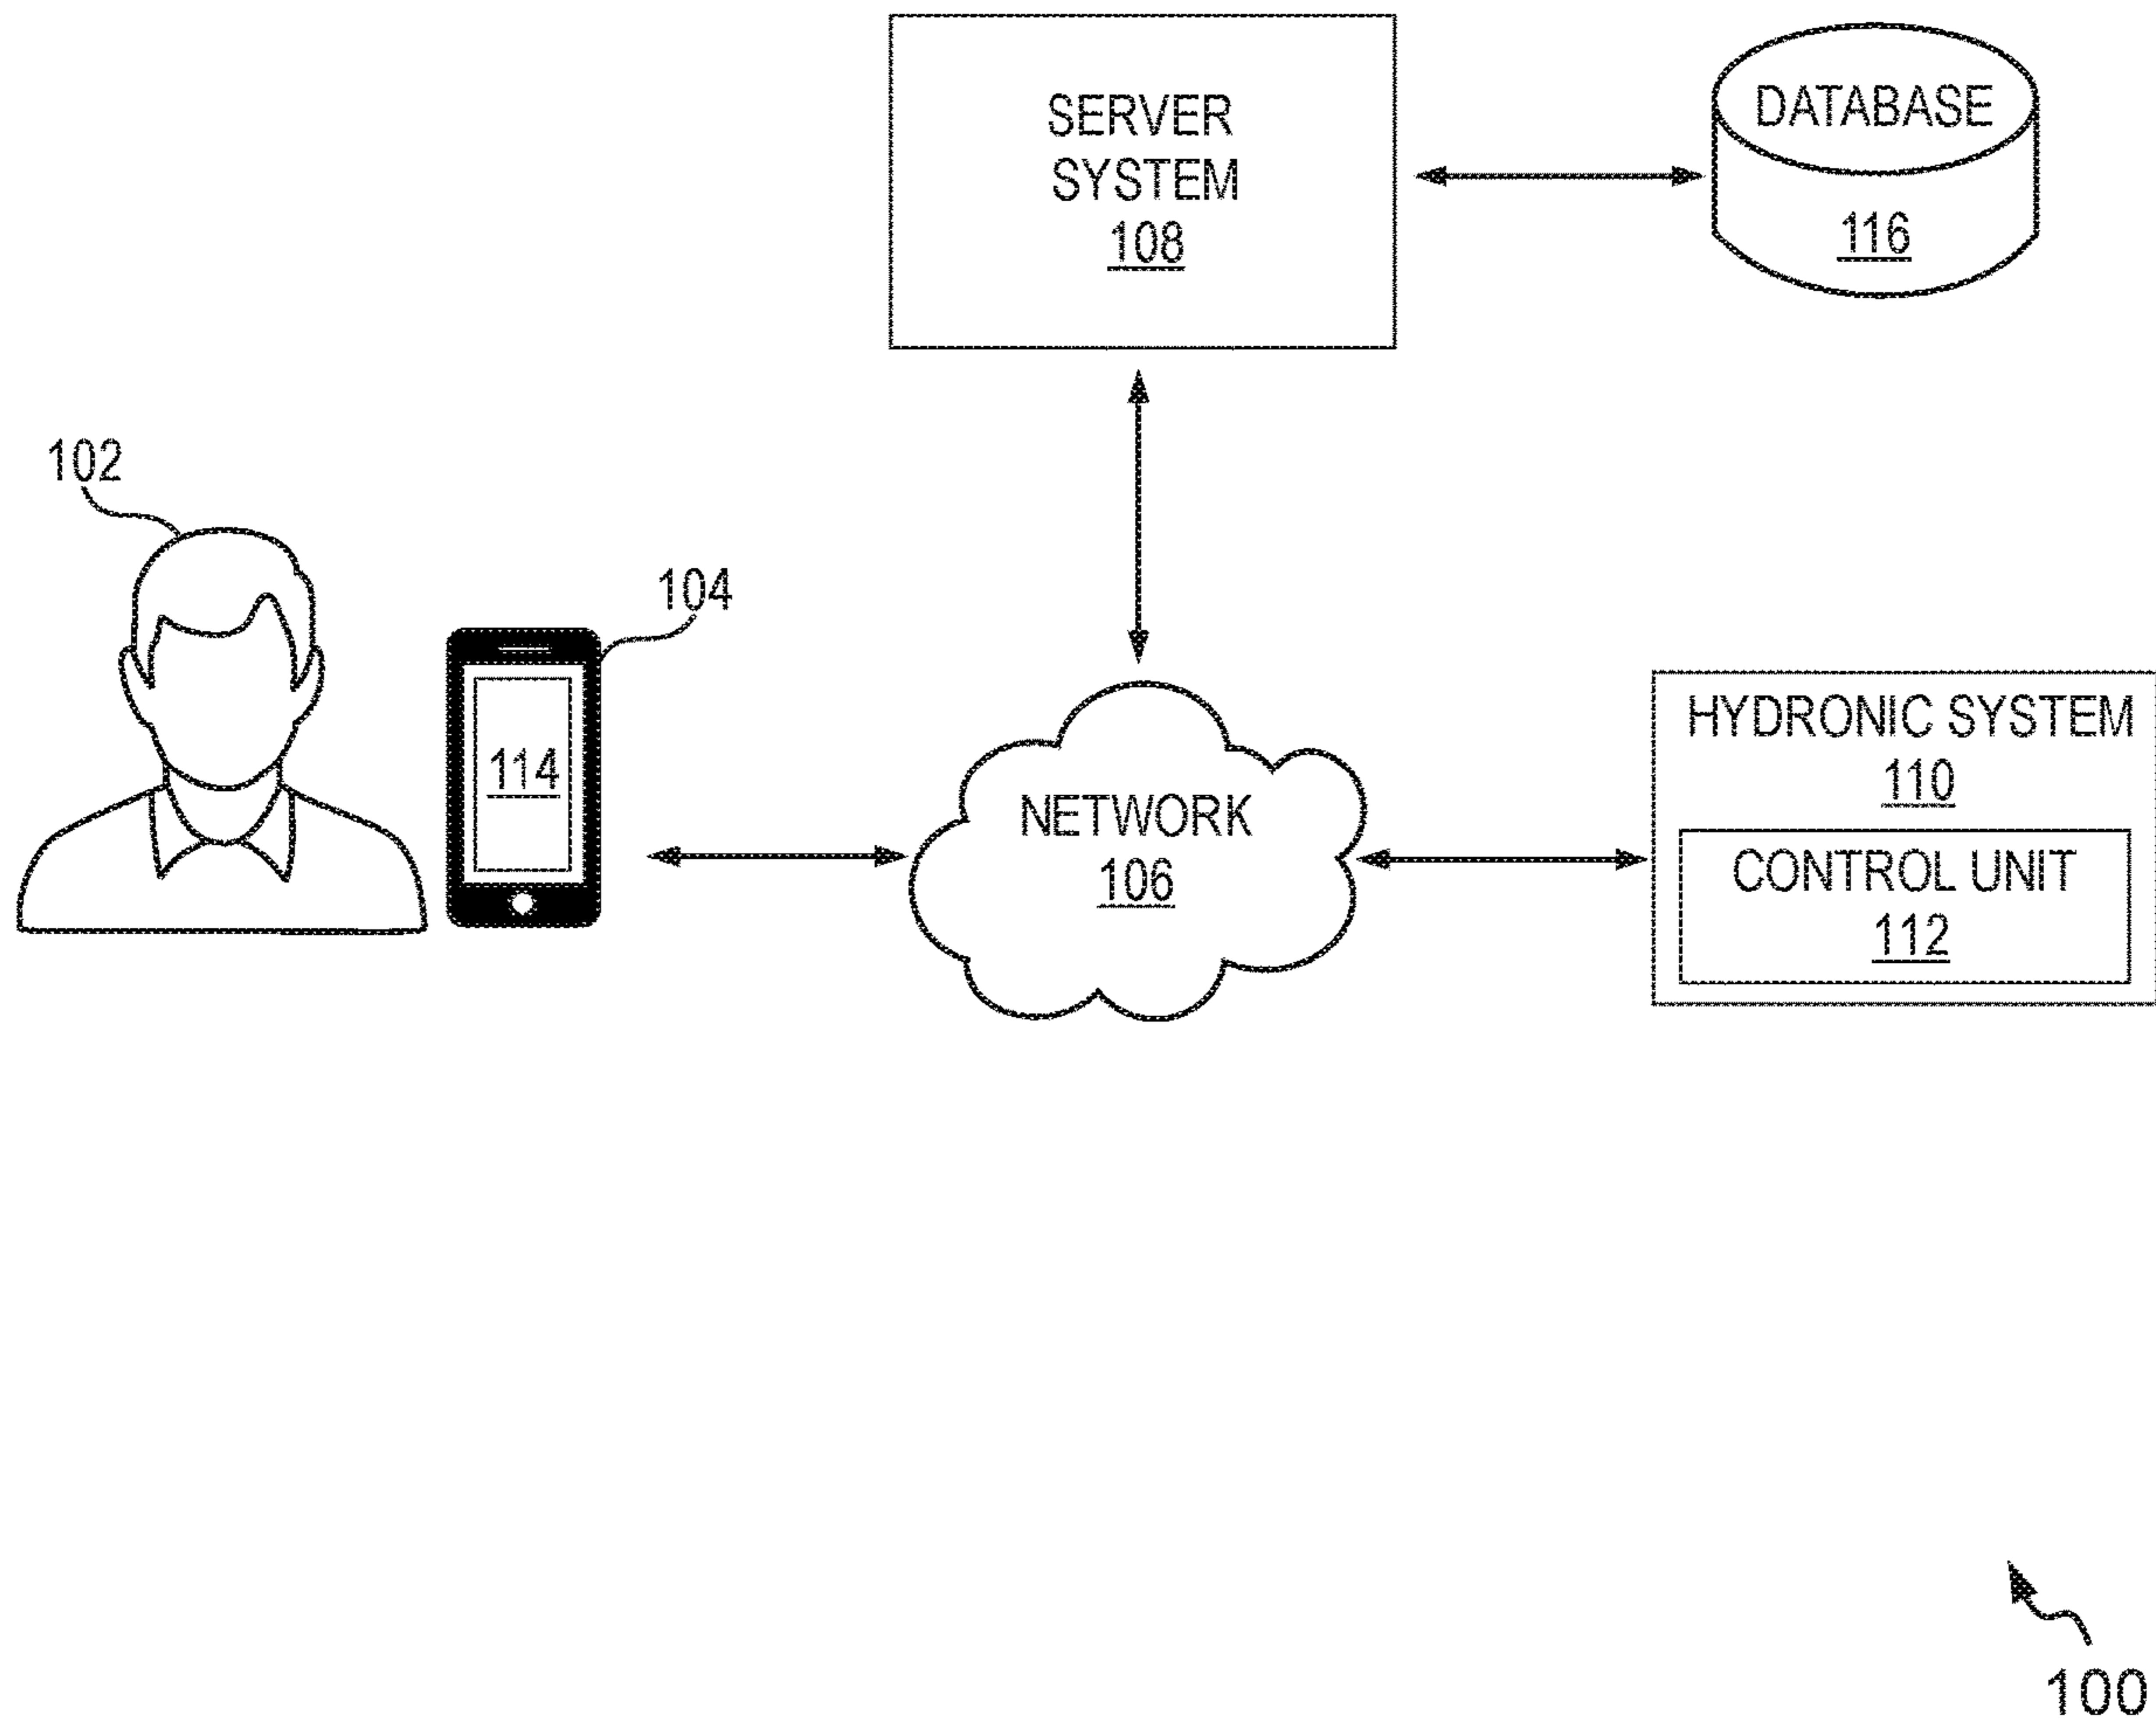 SERVER
SYSTEM
108
DATABASE
116
102
104
114
NETWORK
106
HYDRONIC SYSTEM
110
CONTROL UNIT
112
100